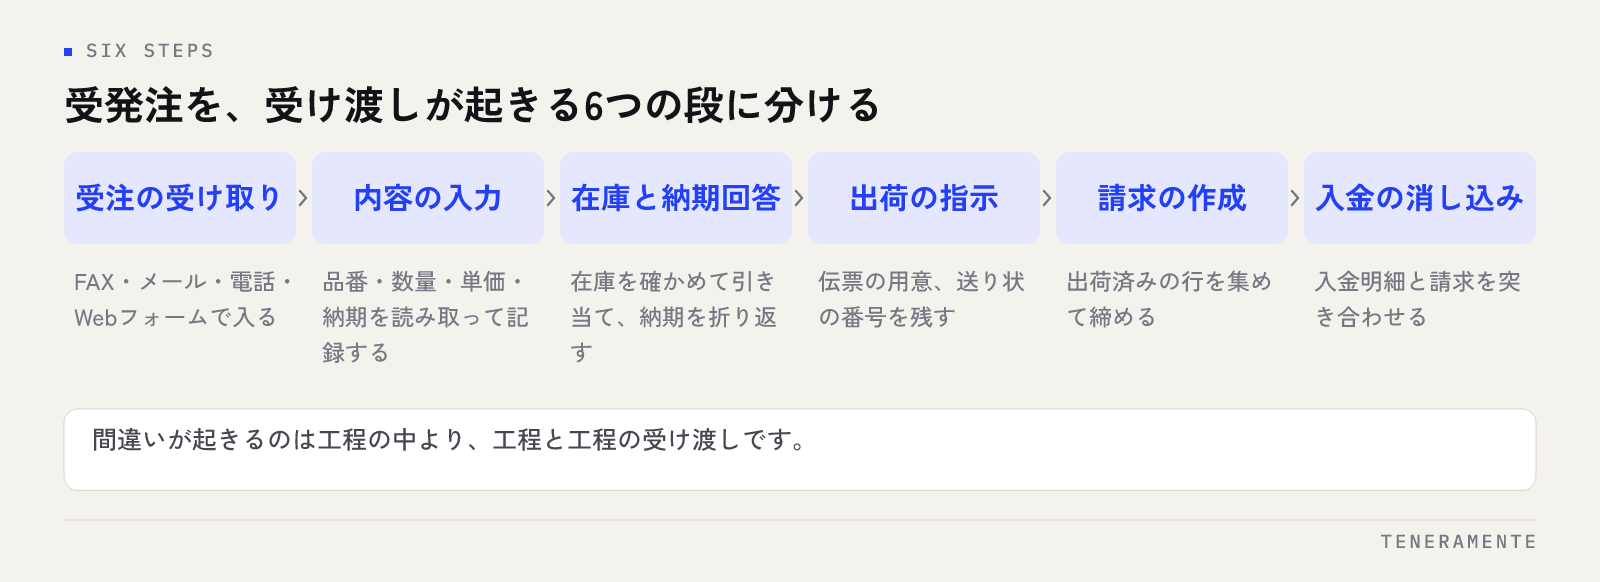 SIX STEPS
受発注を、受け渡しが起きる6つの段に分ける
受注の受け取り
›
内容の入力
›
在庫と納期回答
›
出荷の指示
›
請求の作成
›
入金の消し込み
FAX・メール・電話・
Webフォームで入る
品番・数量・単価・
納期を読み取って記
録する
在庫を確かめて引き
当て、納期を折り返
す
伝票の用意、送り状
の番号を残す
出荷済みの行を集め
て締める
入金明細と請求を突
き合わせる
間違いが起きるのは工程の中より、工程と工程の受け渡しです。
TENERAMENTE